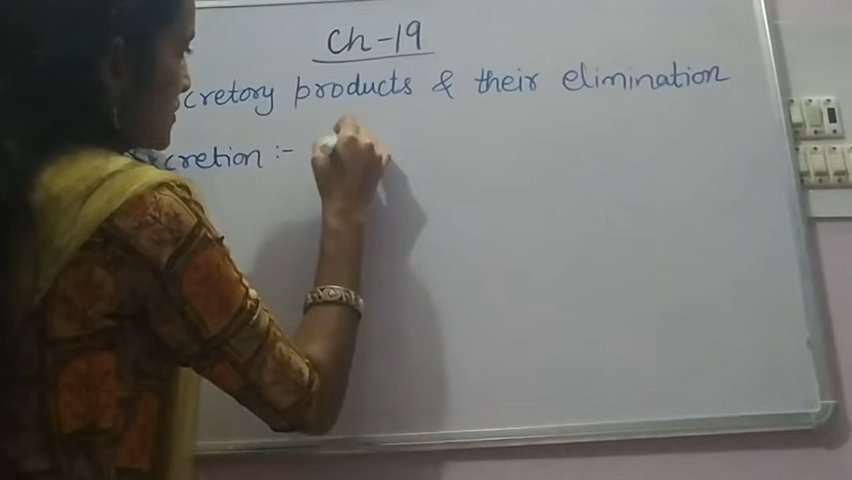 Ch-19
cretory products & their elimination
cretion :-